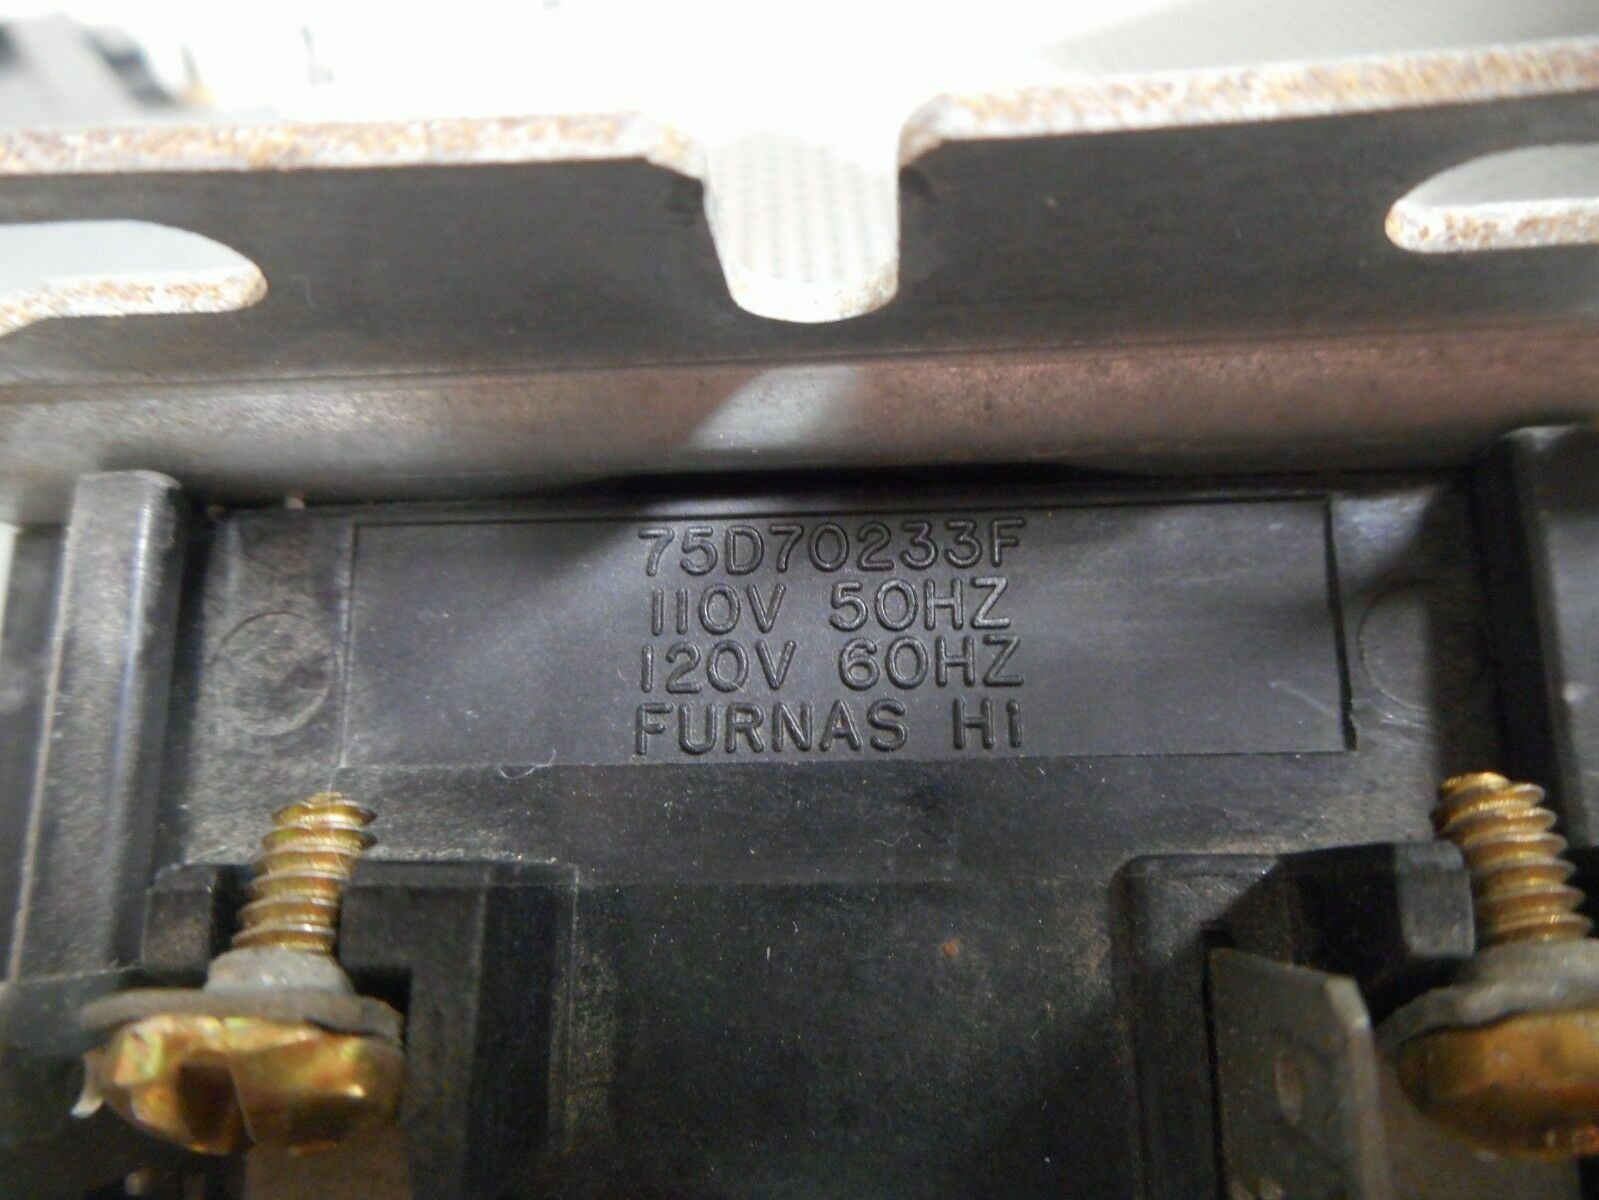 75D70233F
110V 50HZ
120V 60HZ
FURNAS H1